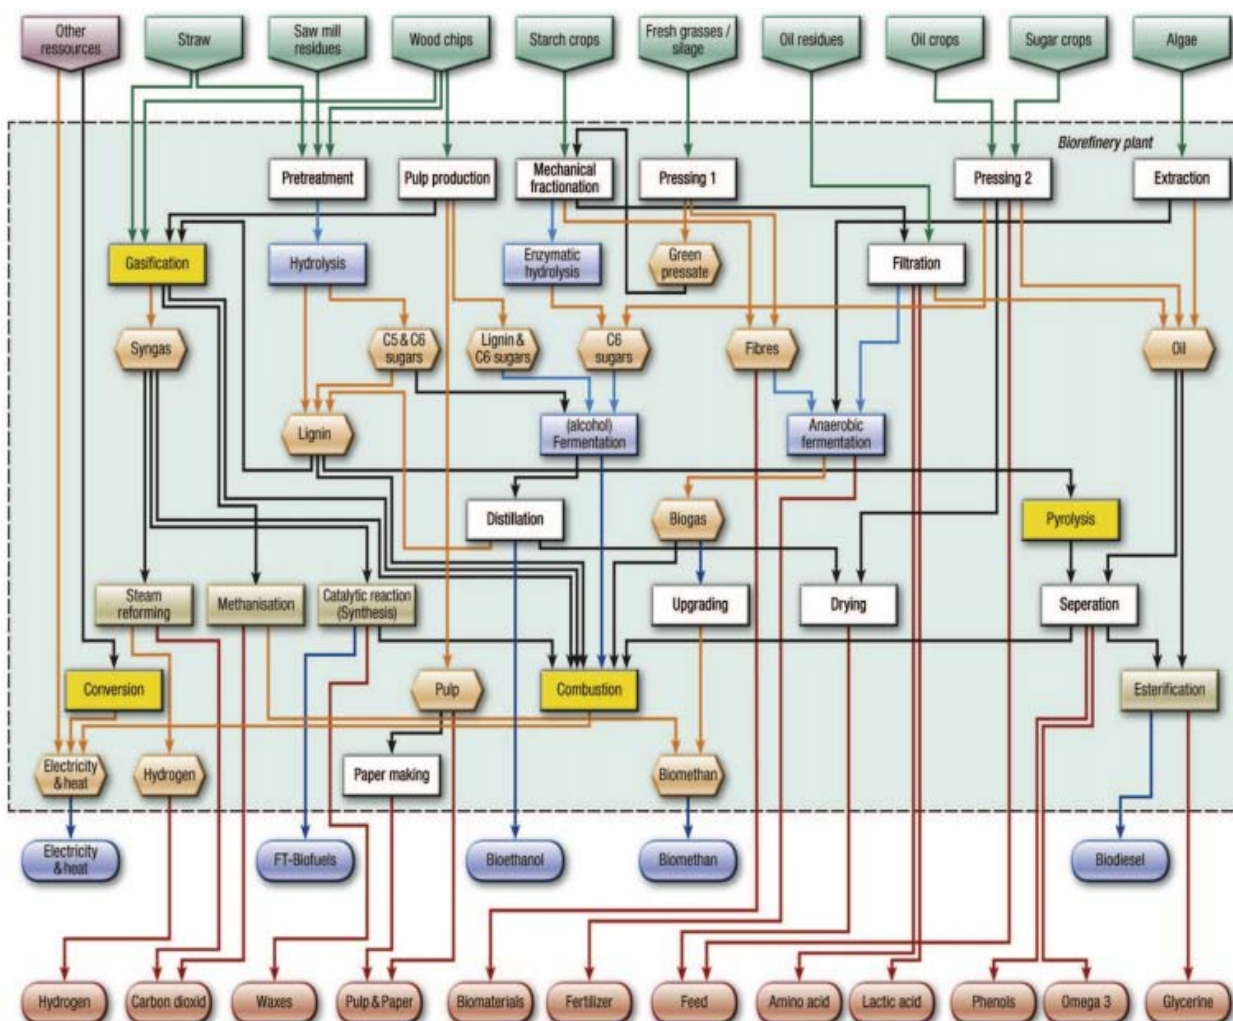 Other
ressources
Straw
Saw mill
residues
Wood chips
Starch crops
Fresh grasses /
silage
Oil residues
Oil crops
Sugar crops
Algae
Biorefinery plant
Pretreatment
Pulp production
Mechanical
fractionation
Pressing 1
Pressing 2
Extraction
Gasification
Hydrolysis
Enzymatic
hydrolysis
Green
pressate
Filtration
Syngas
C5 & C6
sugars
Lignin &
C6 sugars
C6
sugars
Fibres
Oil
Lignin
(alcohol)
Fermentation
Anaerobic
fermentation
Distillation
Biogas
Pyrolysis
Steam
reforming
Methanisation
Catalytic reaction
(Synthesis)
Upgrading
Drying
Seperation
Conversion
Pulp
Combustion
Esterification
Electricity
& heat
Hydrogen
Paper making
Biomethan
Electricity
& heat
FT-Biofuels
Bioethanol
Biomethan
Biodiesel
Hydrogen
Carbon dioxid
Waxes
Pulp & Paper
Biomaterials
Fertilizer
Feed
Amino acid
Lactic acid
Phenols
Omega 3
Glycerine